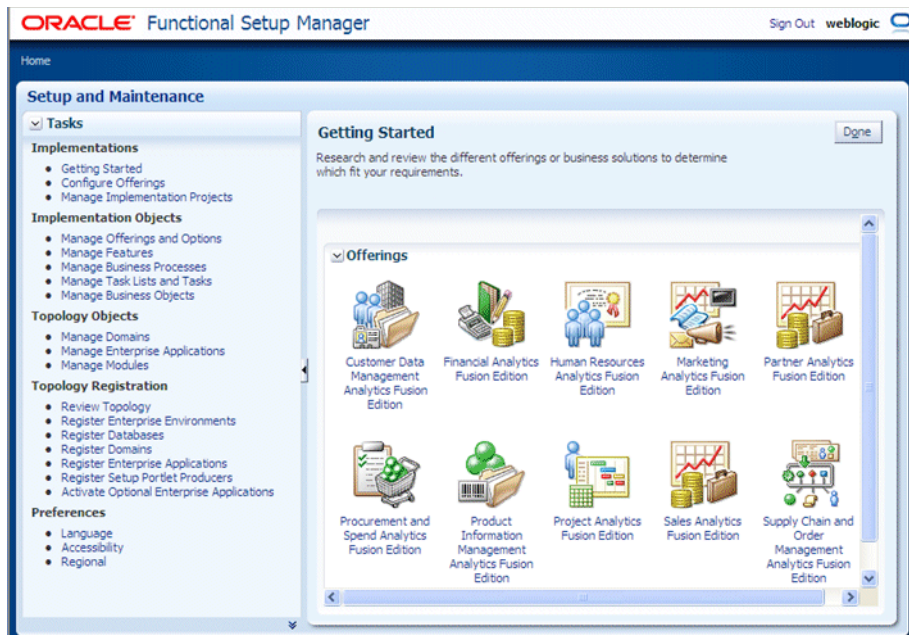 ORACLE Functional Setup Manager
Sign Out weblogic
Home
Setup and Maintenance
Tasks
Implementations
Getting Started
Configure Offerings
Manage Implementation Projects
Implementation Objects
Manage Offerings and Options
Manage Features
Manage Business Processes
Manage Task Lists and Tasks
Manage Business Objects
Topology Objects
Manage Domains
Manage Enterprise Applications
Manage Modules
Topology Registration
Review Topology
Register Enterprise Environments
Register Databases
Register Domains
Register Enterprise Applications
Register Setup Portlet Producers
Activate Optional Enterprise Applications
Preferences
Language
Accessibility
Regional
Getting Started
Done
Research and review the different offerings or business solutions to determine
which fit your requirements.
Offerings
Customer Data
Management
Analytics Fusion
Edition
Financial Analytics
Fusion Edition
Human Resources
Analytics Fusion
Edition
Marketing
Analytics Fusion
Edition
Partner Analytics
Fusion Edition
Procurement and
Spend Analytics
Fusion Edition
Product
Information
Management
Analytics Fusion
Edition
Project Analytics
Fusion Edition
Sales Analytics
Fusion Edition
Supply Chain and
Order
Management
Analytics Fusion
Edition